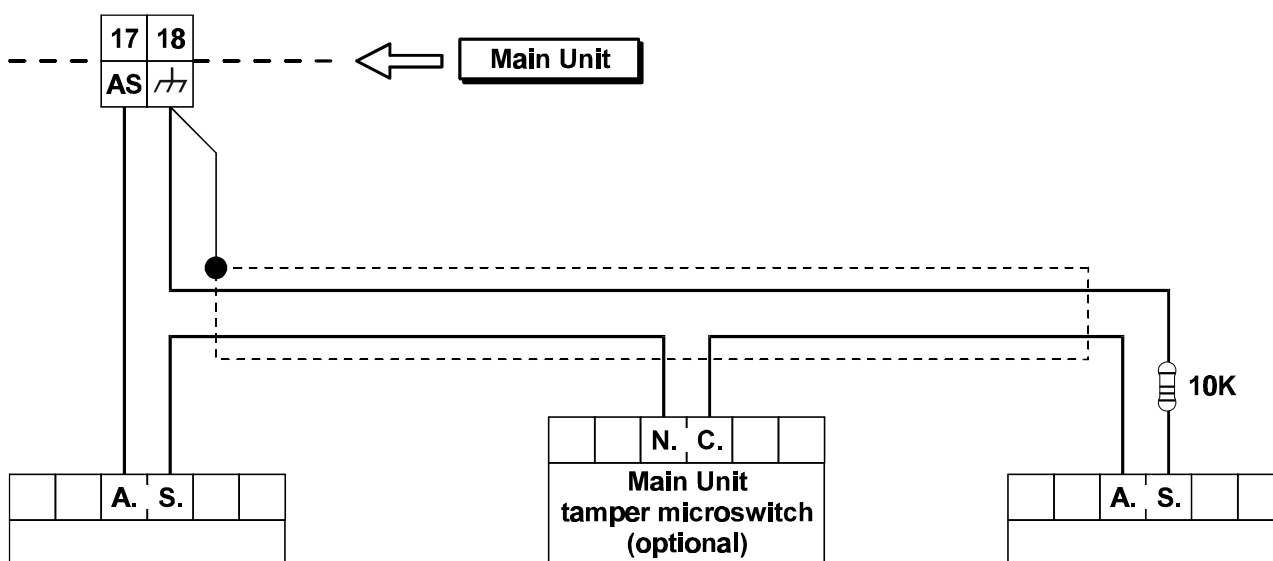 17 18
AS
Main Unit
10K
N. C.
Main Unit
tamper microswitch
(optional)
A. S.
A. S.